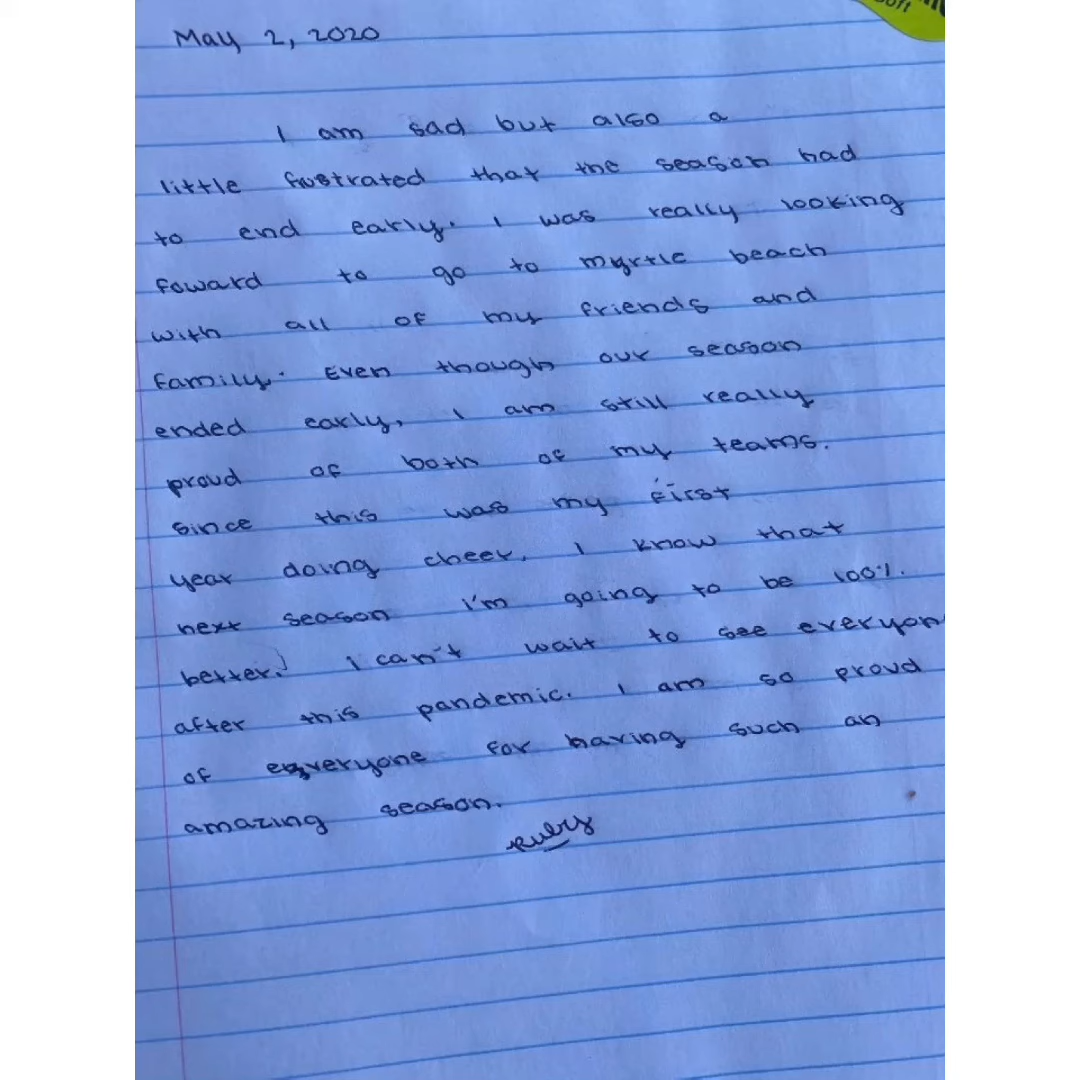 soft
May 2, 2020
I am sad but also a
little frustrated that the season had
to end early. I was really looking
foward to go to myrtle beach
with all of my friends and
family. Even though our season
ended early, I am still really
proud of both of my teams.
Since this was my first
year doing cheer, I know that
next season I'm going to be 100%.
better. I can't wait to see everyon
after this pandemic. I am so proud
of everyone for having such an
amazing season.
Ruby